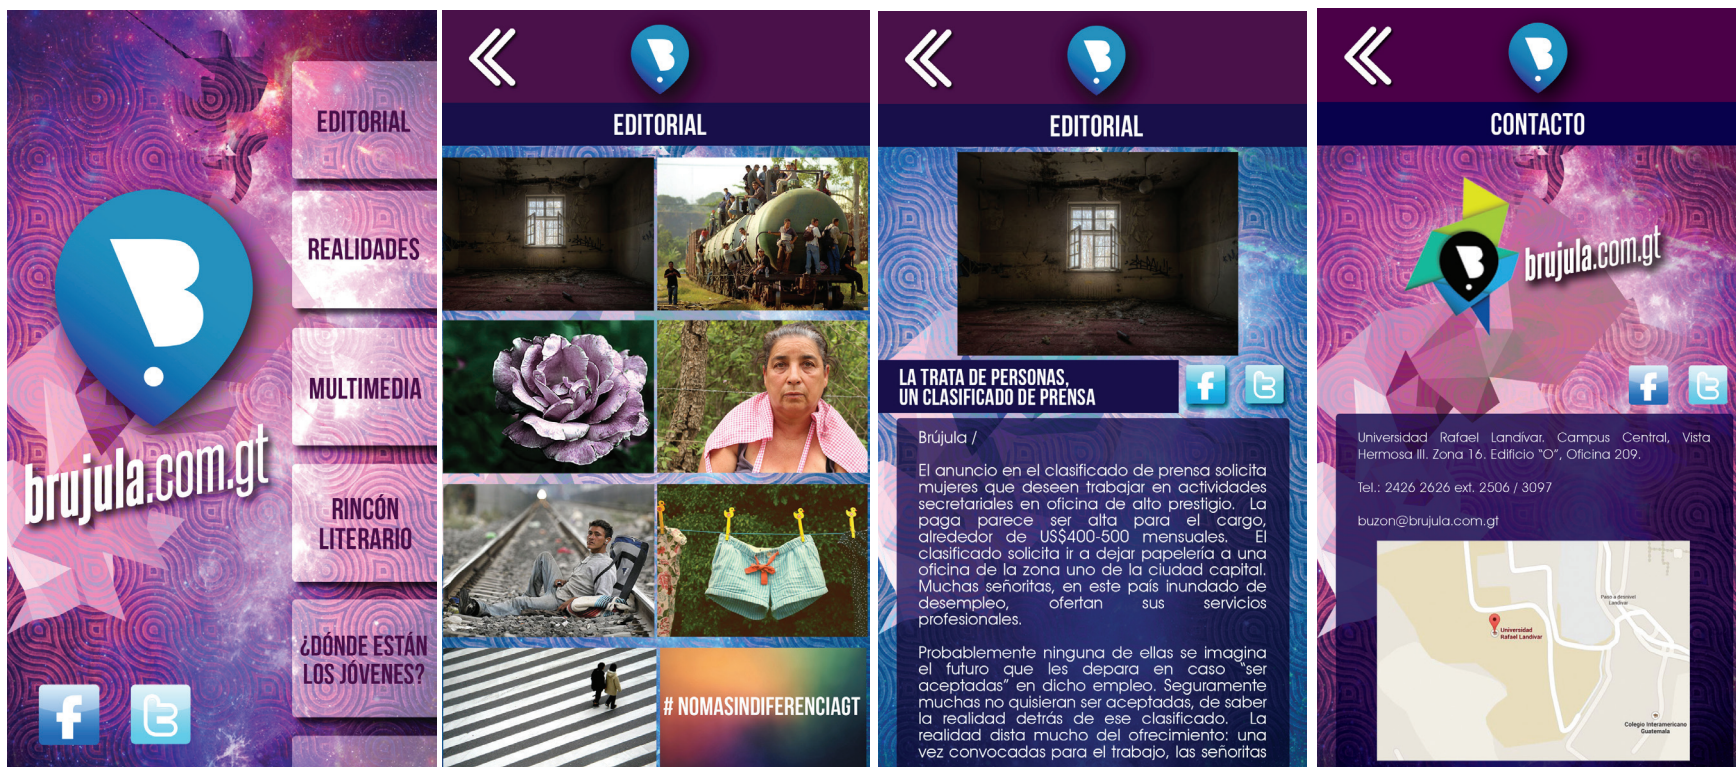 EDITORIAL
REALIDADES
MULTIMEDIA
RINCÓN
LITERARIO
¿DÓNDE ESTÁN
LOS JÓVENES?
B
brujula.com.gt
f
t
B
EDITORIAL
# NOMASINDIFERENCIAGT
B
EDITORIAL
LA TRATA DE PERSONAS,
UN CLASIFICADO DE PRENSA
f
t
Brújula /
El anuncio en el clasificado de prensa solicita
mujeres que deseen trabajar en actividades
secretariales en oficina de alto prestigio. La
paga parece ser alta para el cargo,
alrededor de US$400-500 mensuales. El
clasificado solicita ir a dejar papelería a una
oficina de la zona uno de la ciudad capital.
Muchas señoritas, en este país inundado de
desempleo, ofertan sus servicios
profesionales.
Probablemente ninguna de ellas se imagina
el futuro que les depara en caso "ser
aceptadas" en dicho empleo. Seguramente
muchas no quisieran ser aceptadas, de saber
la realidad detrás de ese clasificado. La
realidad dista mucho del ofrecimiento: una
vez convocadas para el trabajo, las señoritas
B
CONTACTO
B
brujula.com.gt
f
t
Universidad Rafael Landívar. Campus Central, Vista
Hermosa III. Zona 16. Edificio "O", Oficina 209.
Tel.: 2426 2626 ext. 2506 / 3097
buzon@brujula.com.gt
Paso a desnivel
Landivar
Universidad
Rafael Landívar
Colegio Interamericano
Guatemala